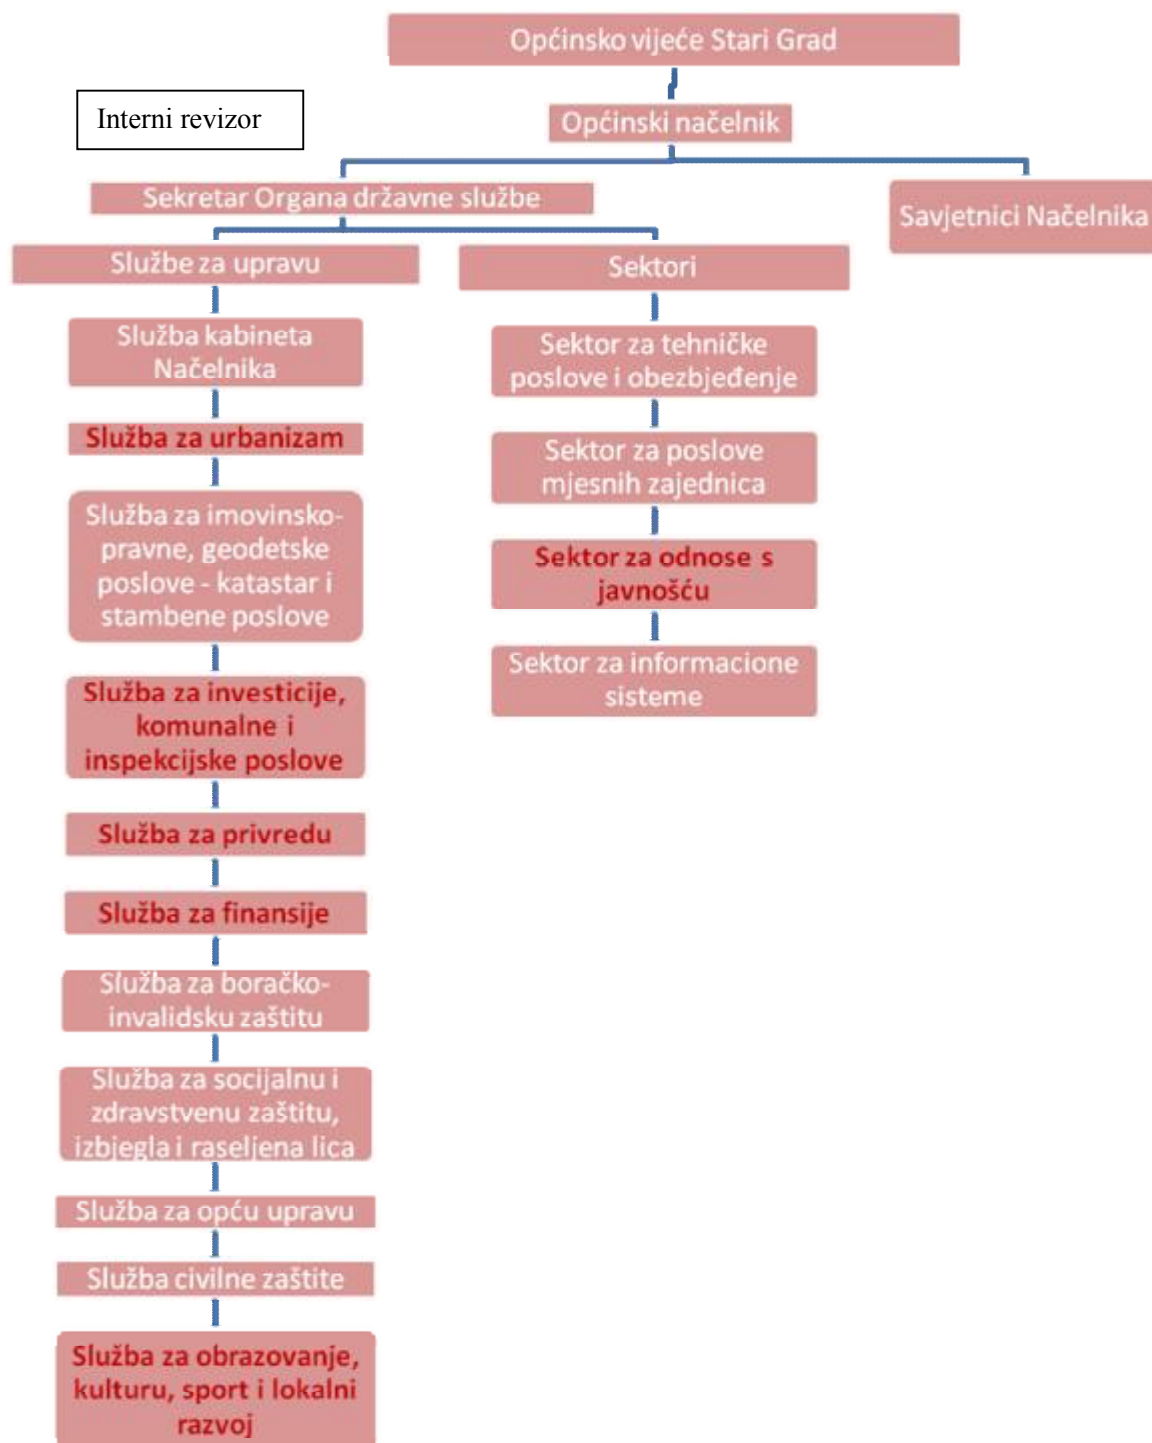 Općinsko vijeće Stari Grad
Interni revizor
Općinski načelnik
Sekretar Organa državne službe
Savjetnici Načelnika
Službe za upravu
Služba kabineta
Načelnika
Služba za urbanizam
Služba za imovinsko-
pravne, geodetske
poslove - katastar i
stambene poslove
Služba za investicije,
komunalne i
inspekcijske poslove
Služba za privredu
Služba za finansije
Služba za boračko-
invalidsku zaštitu
Služba za socijalnu i
zdravstvenu zaštitu,
izbjegla i raseljena lica
Služba za opću upravu
Služba civilne zaštite
Služba za obrazovanje,
kulturu, sport i lokalni
razvoj
Sektori
Sektor za tehničke
poslove i obezbjeđenje
Sektor za poslove
mjesnih zajednica
Sektor za odnose s
javnošću
Sektor za informacione
sisteme